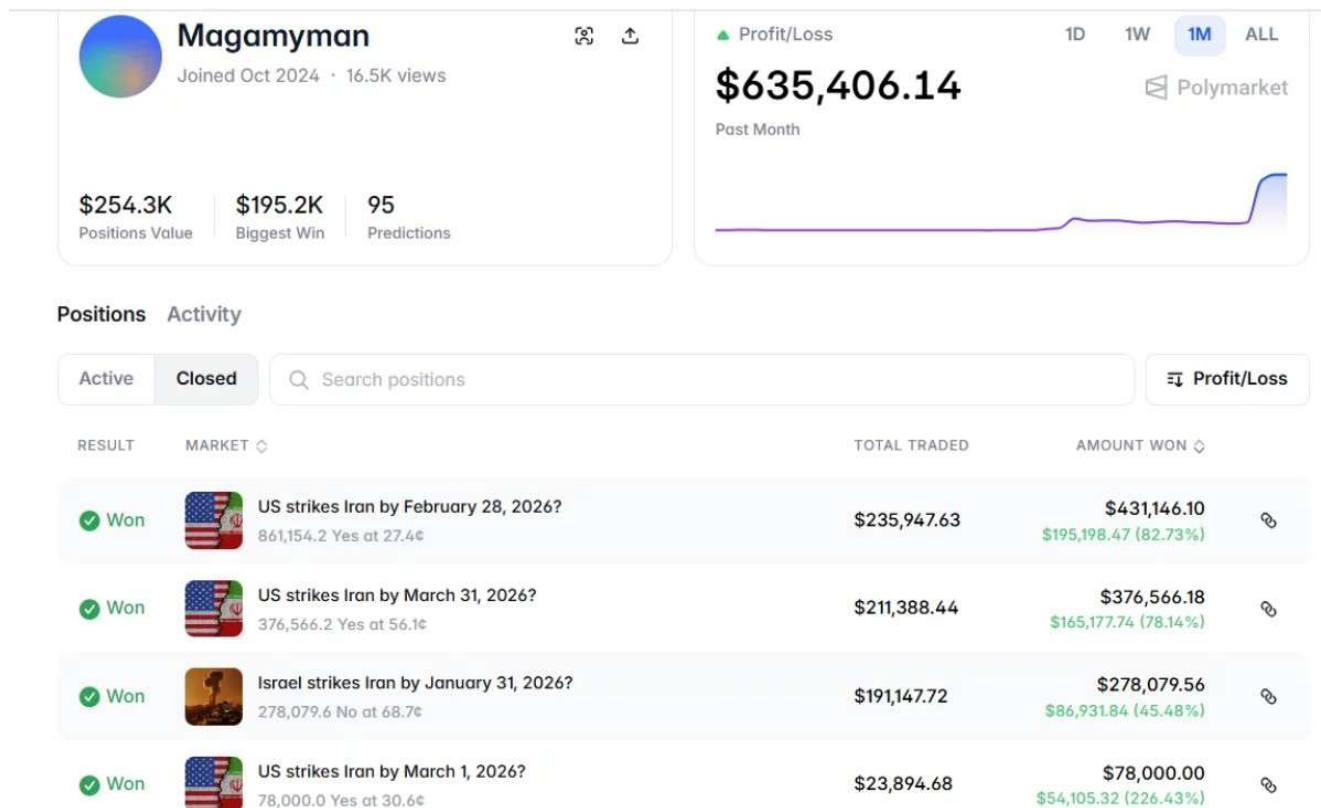 Magamyman
Joined Oct 2024 · 16.5K views
$254.3K
Positions Value
$195.2K
Biggest Win
95
Predictions
Profit/Loss
1D 1W 1M ALL
$635,406.14
Polymarket
Past Month
Positions Activity
Active Closed Search positions Profit/Loss
RESULT MARKET TOTAL TRADED AMOUNT WON
Won
US strikes Iran by February 28, 2026?
861,154.2 Yes at 27.4¢
$235,947.63
$431,146.10
$195,198.47 (82.73%)
Won
US strikes Iran by March 31, 2026?
376,566.2 Yes at 56.1¢
$211,388.44
$376,566.18
$165,177.74 (78.14%)
Won
Israel strikes Iran by January 31, 2026?
278,079.6 No at 68.7¢
$191,147.72
$278,079.56
$86,931.84 (45.48%)
Won
US strikes Iran by March 1, 2026?
78,000.0 Yes at 30.6¢
$23,894.68
$78,000.00
$54,105.32 (226.43%)